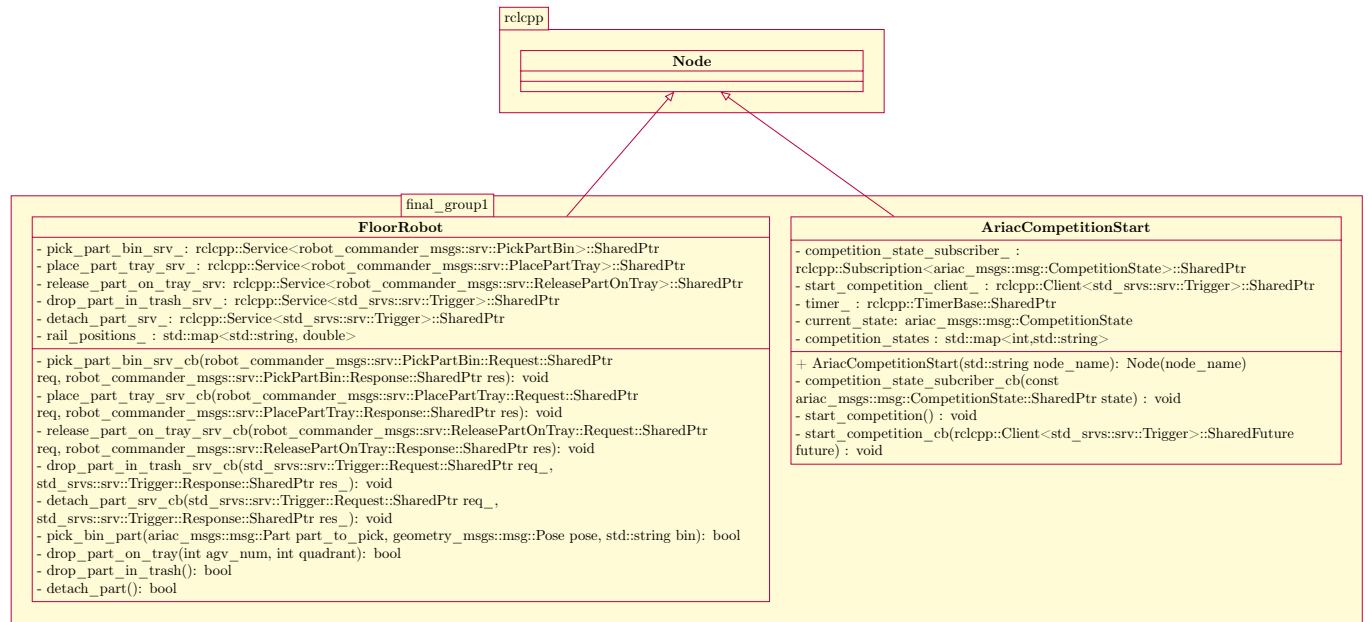 rclcpp
Node
final_group1
FloorRobot
- pick_part_bin_srv_: rclcpp::Service<robot_commander_msgs::srv::PickPartBin>::SharedPtr
- place_part_tray_srv_: rclcpp::Service<robot_commander_msgs::srv::PlacePartTray>::SharedPtr
- release_part_on_tray_srv: rclcpp::Service<robot_commander_msgs::srv::ReleasePartOnTray>::SharedPtr
- drop_part_in_trash_srv_: rclcpp::Service<std_srvs::srv::Trigger>::SharedPtr
- detach_part_srv_: rclcpp::Service<std_srvs::srv::Trigger>::SharedPtr
- rail_positions_ : std::map<std::string, double>
- pick_part_bin_srv_cb(robot_commander_msgs::srv::PickPartBin::Request::SharedPtr
req, robot_commander_msgs::srv::PickPartBin::Response::SharedPtr res): void
- place_part_tray_srv_cb(robot_commander_msgs::srv::PlacePartTray::Request::SharedPtr
req, robot_commander_msgs::srv::PlacePartTray::Response::SharedPtr res): void
- release_part_on_tray_srv_cb(robot_commander_msgs::srv::ReleasePartOnTray::Request::SharedPtr
req, robot_commander_msgs::srv::ReleasePartOnTray::Response::SharedPtr res): void
- drop_part_in_trash_srv_cb(std_srvs::srv::Trigger::Request::SharedPtr req_,
std_srvs::srv::Trigger::Response::SharedPtr res_): void
- detach_part_srv_cb(std_srvs::srv::Trigger::Request::SharedPtr req_,
std_srvs::srv::Trigger::Response::SharedPtr res_): void
- pick_bin_part(ariac_msgs::msg::Part part_to_pick, geometry_msgs::msg::Pose pose, std::string bin): bool
- drop_part_on_tray(int agv_num, int quadrant): bool
- drop_part_in_trash(): bool
- detach_part(): bool
AriacCompetitionStart
- competition_state_subscriber_ :
rclcpp::Subscription<ariac_msgs::msg::CompetitionState>::SharedPtr
- start_competition_client_ : rclcpp::Client<std_srvs::srv::Trigger>::SharedPtr
- timer_ : rclcpp::TimerBase::SharedPtr
- current_state: ariac_msgs::msg::CompetitionState
- competition_states : std::map<int,std::string>
+ AriacCompetitionStart(std::string node_name): Node(node_name)
- competition_state_subcriber_cb(const
ariac_msgs::msg::CompetitionState::SharedPtr state) : void
- start_competition() : void
- start_competition_cb(rclcpp::Client<std_srvs::srv::Trigger>::SharedFuture
future) : void